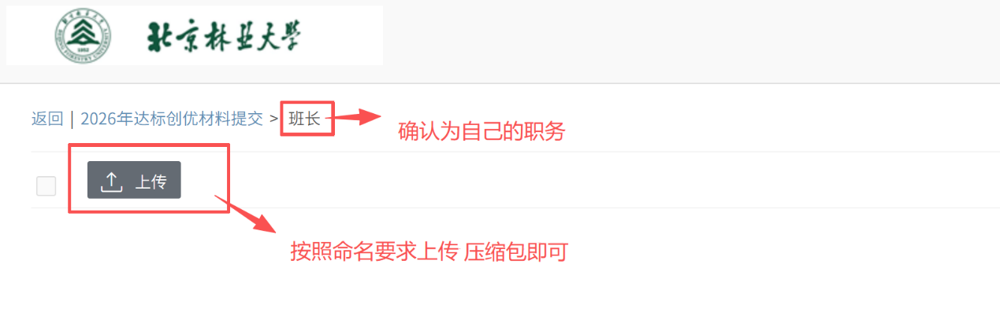 北京林业大学
返回 | 2026年达标创优材料提交 > 班长
确认为自己的职务
上传
按照命名要求上传 压缩包即可